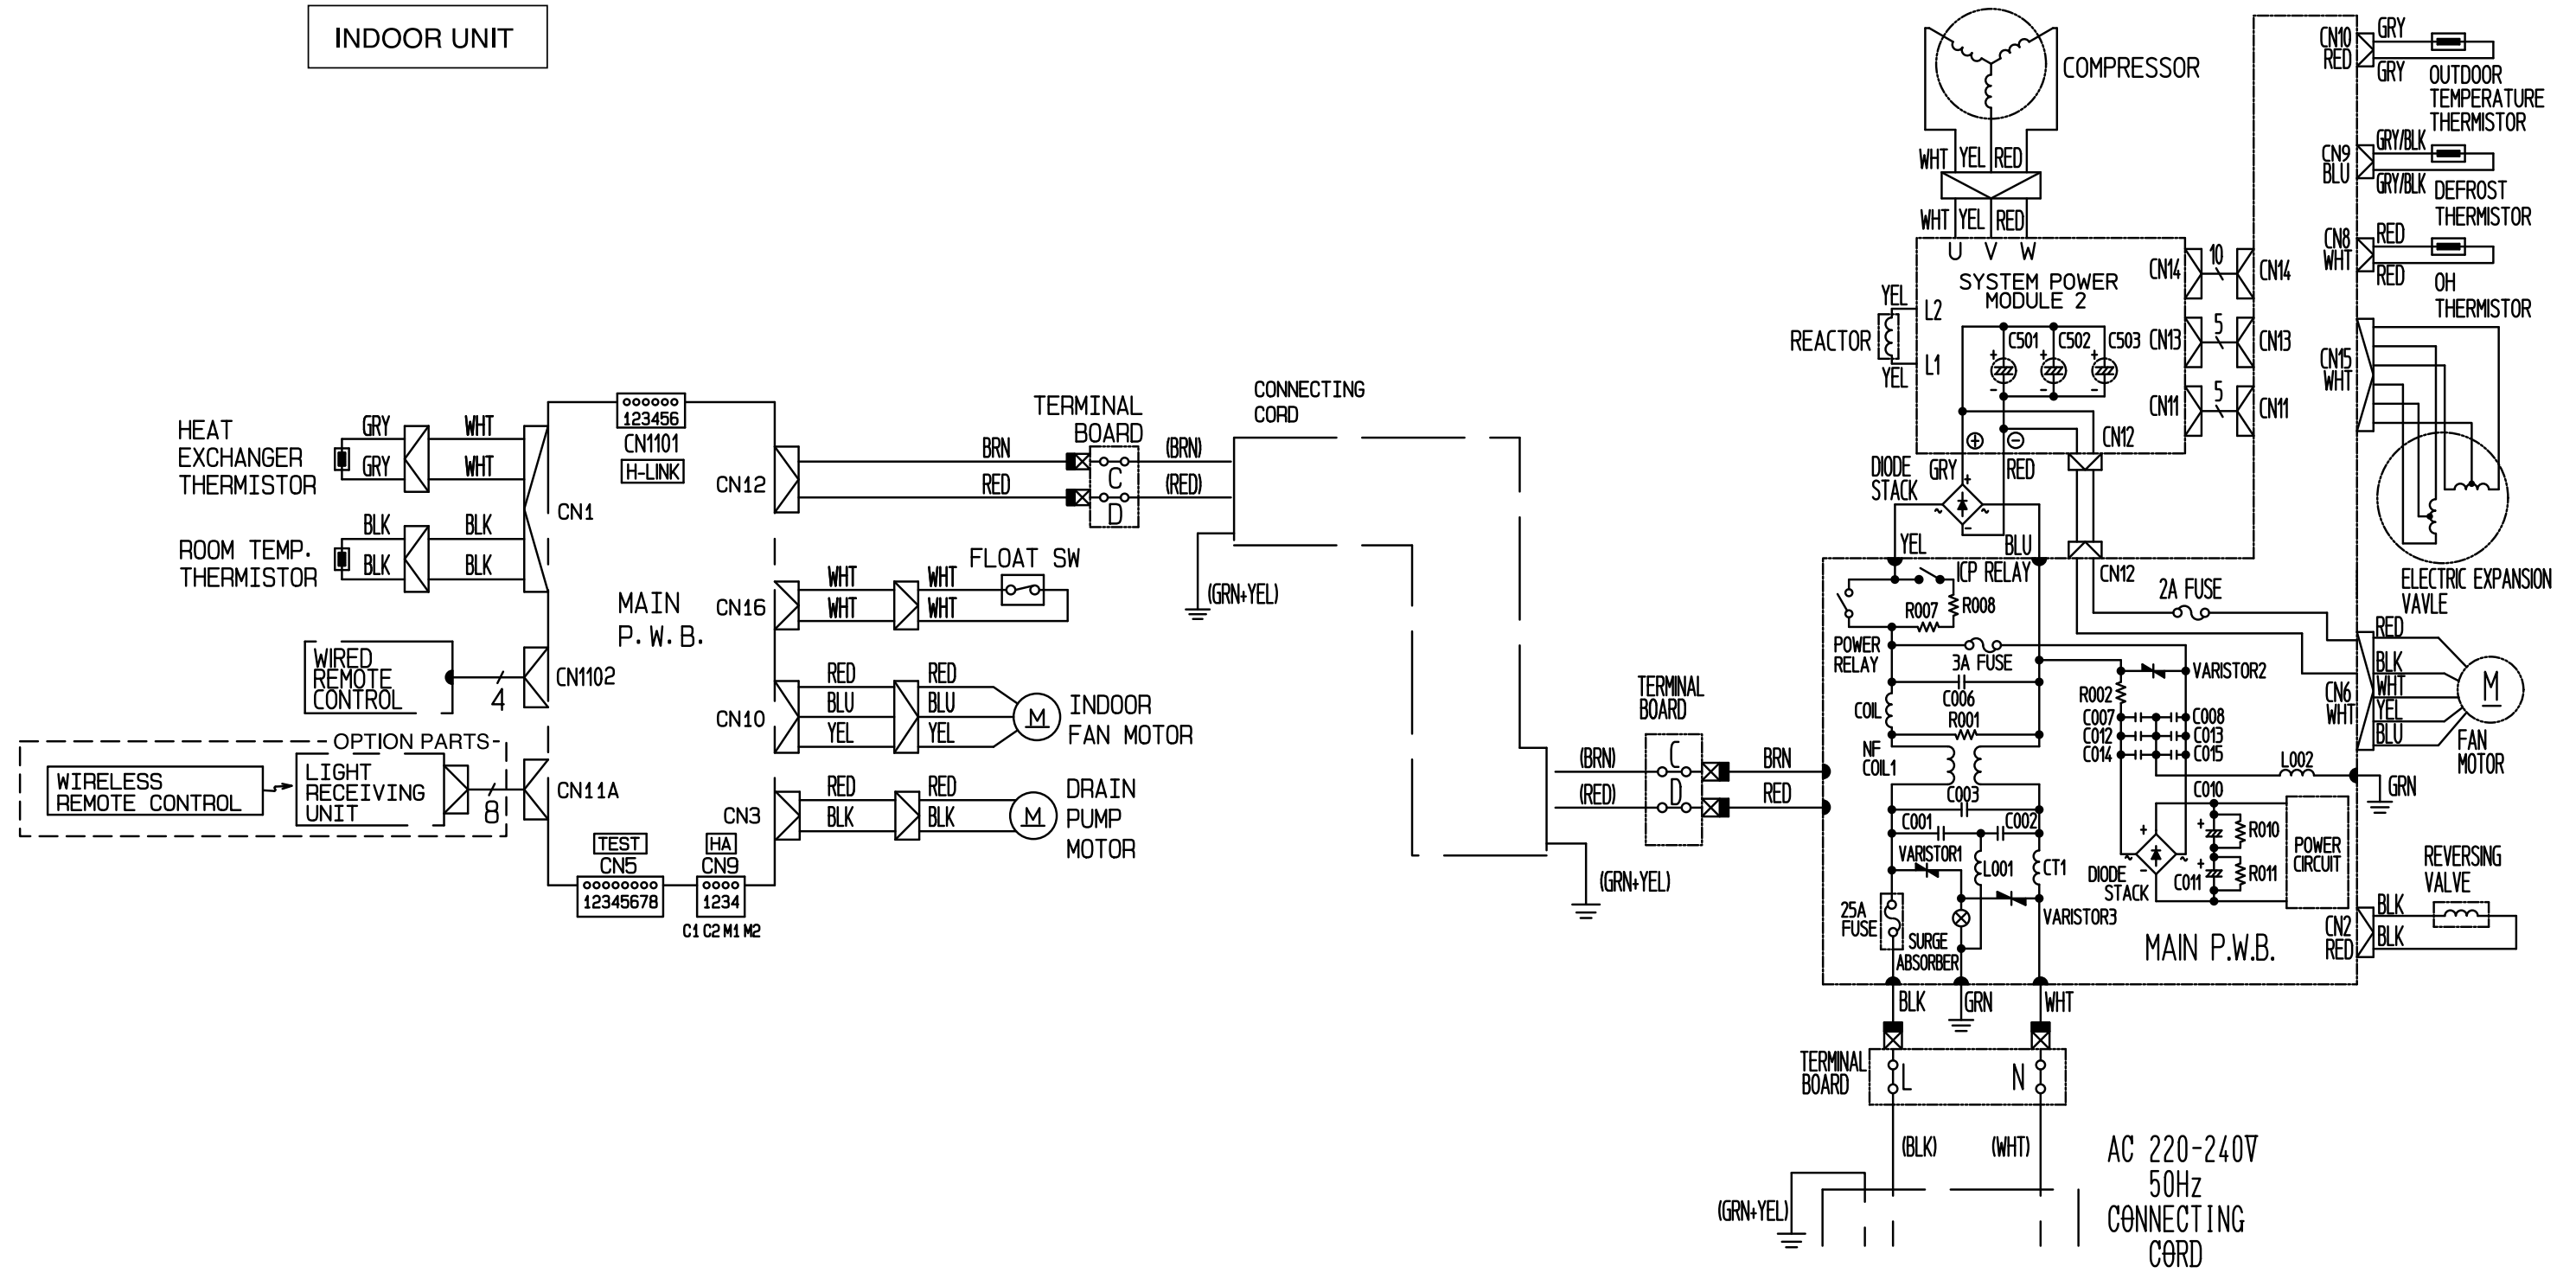 INDOOR UNIT
HEAT
EXCHANGER
THERMISTOR
GRY
GRY
WHT
WHT
ROOM TEMP.
THERMISTOR
BLK
BLK
BLK
BLK
CN1
WIRED
REMOTE
CONTROL
4
CN1102
OPTION PARTS
WIRELESS
REMOTE CONTROL
LIGHT
RECEIVING
UNIT
8
CN11A
123456
CN1101
H-LINK
MAIN
P. W. B.
TEST
CN5
12345678
HA
CN9
1234
C1 C2 M1 M2
CN12
BRN
RED
TERMINAL
BOARD
C
D
(BRN)
(RED)
CN16
WHT
WHT
WHT
WHT
FLOAT SW
CN10
RED
BLU
YEL
RED
BLU
YEL
M
INDOOR
FAN MOTOR
CN3
RED
BLK
RED
BLK
M
DRAIN
PUMP
MOTOR
CONNECTING
CORD
(GRN+YEL)
(GRN+YEL)
TERMINAL
BOARD
(BRN)
(RED)
C
D
BRN
RED
COMPRESSOR
WHT YEL RED
WHT YEL RED
U V W
SYSTEM POWER
MODULE 2
REACTOR
YEL
YEL
L2
L1
C501 C502 C503
+ + +
- - -
CN14
CN13
CN11
10
5
5
CN14
CN13
CN11
CN12
DIODE
STACK
GRY
RED
YEL
BLU
CN12
ICP RELAY
R007
R008
POWER
RELAY
3A FUSE
2A FUSE
C006
COIL
R001
NF
COIL1
C003
C001
C002
VARISTOR1
L001
CT1
25A
FUSE
SURGE
ABSORBER
VARISTOR3
VARISTOR2
R002
C007
C012
C014
C008
C013
C015
L002
C010
R010
C011
R011
DIODE
STACK
POWER
CIRCUIT
MAIN P.W.B.
CN10
RED
GRY
GRY
OUTDOOR
TEMPERATURE
THERMISTOR
CN9
BLU
GRY/BLK
GRY/BLK
DEFROST
THERMISTOR
CN8
WHT
RED
RED
OH
THERMISTOR
CN15
WHT
ELECTRIC EXPANSION
VAVLE
CN6
WHT
RED
BLK
WHT
YEL
BLU
M
FAN
MOTOR
GRN
REVERSING
VALVE
CN2
RED
BLK
BLK
BLK
GRN
WHT
TERMINAL
BOARD
L
N
(BLK)
(WHT)
(GRN+YEL)
AC 220-240V
50Hz
CONNECTING
CORD